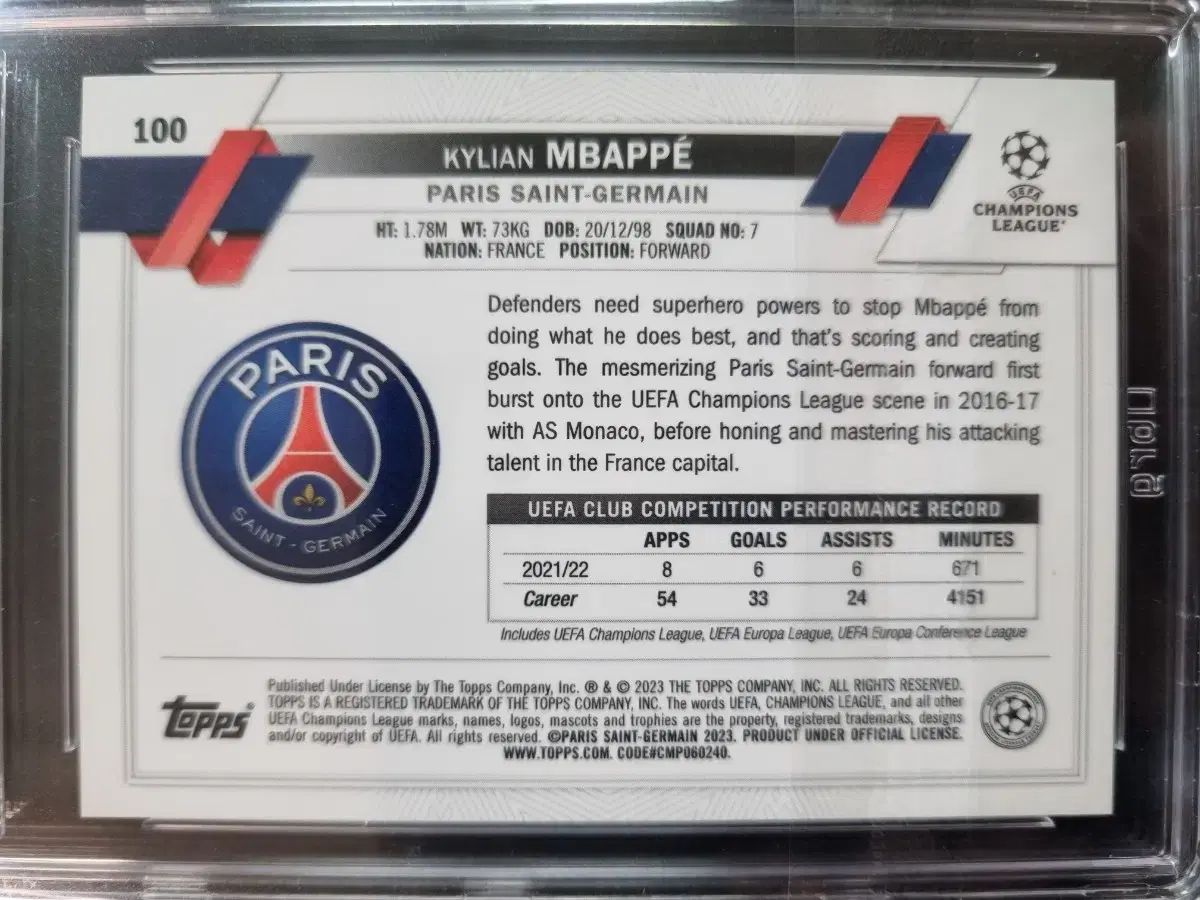 100
KYLIAN MBAPPÉ
PARIS SAINT-GERMAIN
HT: 1.78M WT: 73KG DOB: 20/12/98 SQUAD NO: 7
NATION: FRANCE POSITION: FORWARD
UEFA
CHAMPIONS
LEAGUE
PARIS
SAINT-GERMAIN
Defenders need superhero powers to stop Mbappé from
doing what he does best, and that's scoring and creating
goals. The mesmerizing Paris Saint-Germain forward first
burst onto the UEFA Champions League scene in 2016-17
with AS Monaco, before honing and mastering his attacking
talent in the France capital.
UEFA CLUB COMPETITION PERFORMANCE RECORD
APPS GOALS ASSISTS MINUTES
2021/22 8 6 6 671
Career 54 33 24 4151
Includes UEFA Champions League, UEFA Europa League, UEFA Europa Conference League
topps
Published Under License by The Topps Company, Inc. ® & © 2023 THE TOPPS COMPANY, INC. ALL RIGHTS RESERVED.
TOPPS IS A REGISTERED TRADEMARK OF THE TOPPS COMPANY, INC. The words UEFA, CHAMPIONS LEAGUE, and all other
UEFA Champions League marks, names, logos, mascots and trophies are the property, registered trademarks, designs
and/or copyright of UEFA. All rights reserved. ©PARIS SAINT-GERMAIN 2023. PRODUCT UNDER OFFICIAL LICENSE.
WWW.TOPPS.COM. CODE#CMP060240.